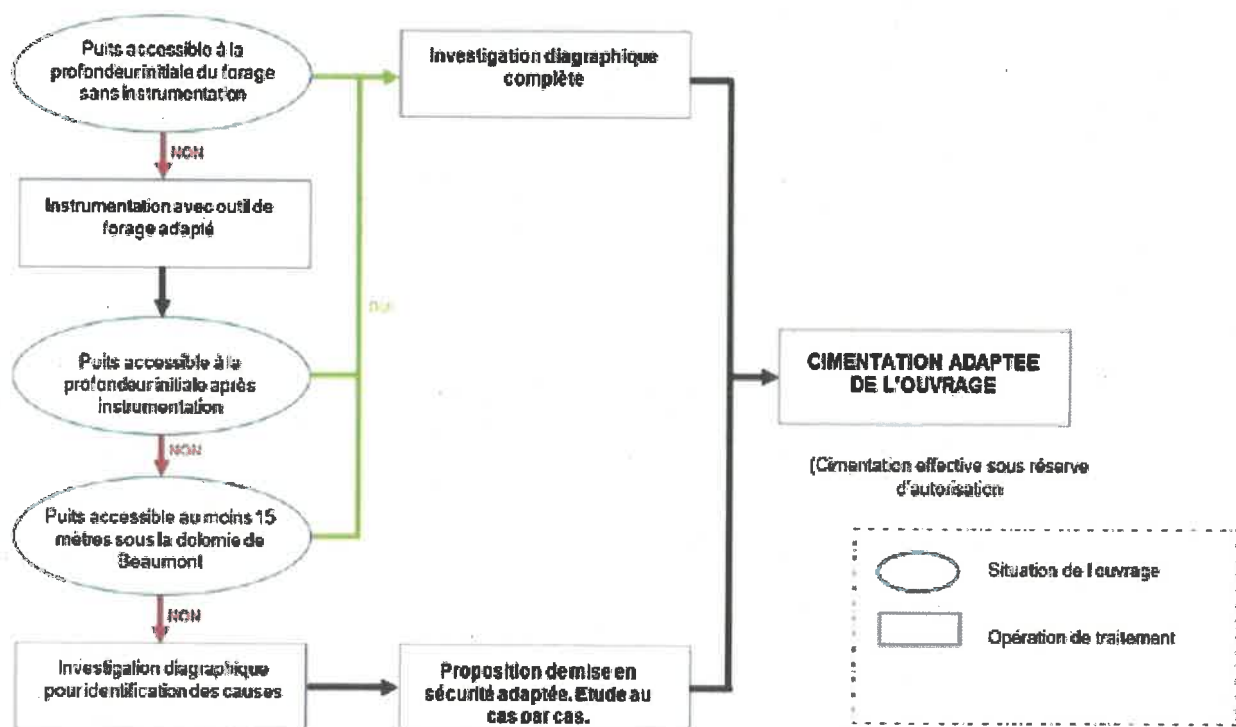 Puits accessible à la
profondeur initiale du forage
sans instrumentation
Investigation diagraphique
complète
NON
Instrumentation avec outil de
forage adapté
OUI
Puits accessible à la
profondeur initiale après
instrumentation
CIMENTATION ADAPTEE
DE L'OUVRAGE
NON
(Cimentation effective sous réserve
d'autorisation
Puits accessible au moins 15
mètres sous la dolomie de
Beaumont
Situation de l'ouvrage
NON
Opération de traitement
Investigation diagraphique
pour identification des causes
Proposition de mise en
sécurité adaptée. Etude au
cas par cas.